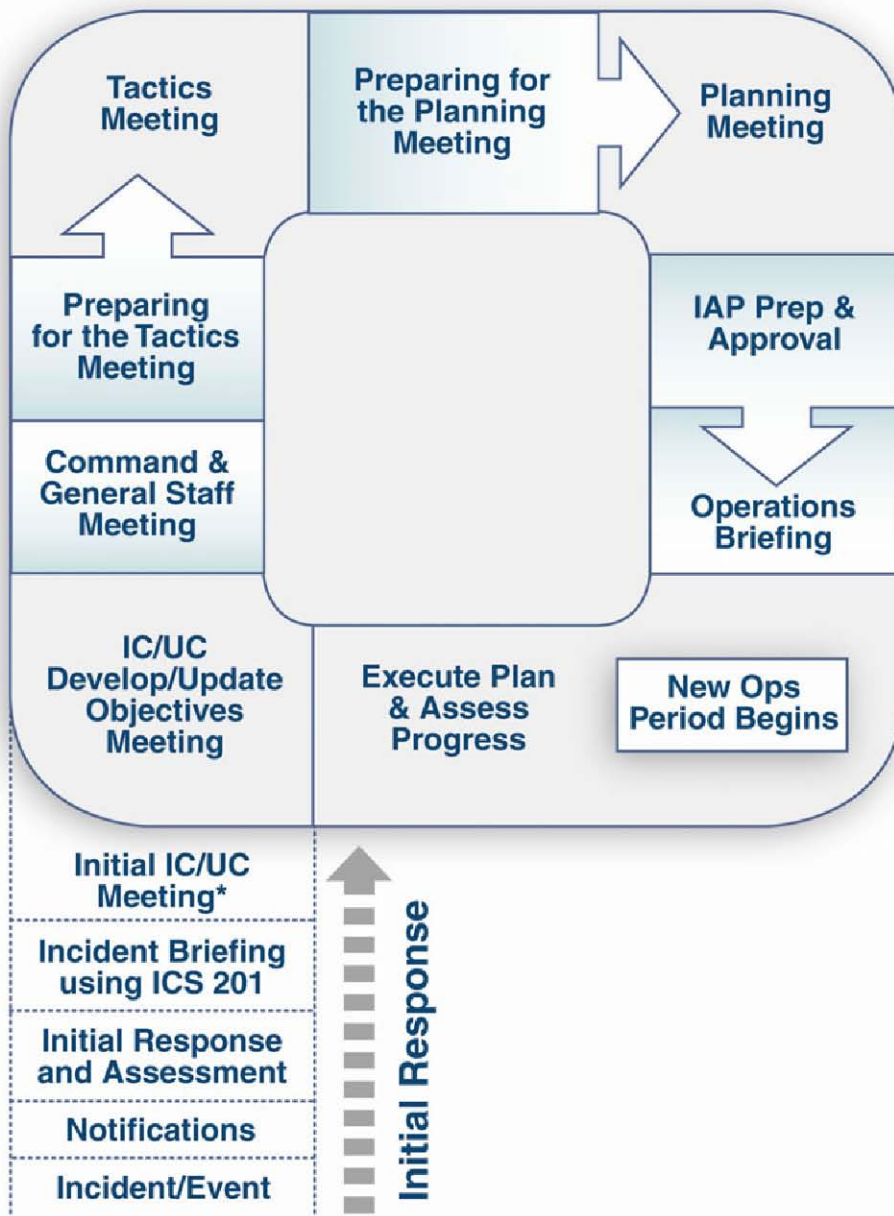 Tactics
Meeting
Preparing for
the Planning
Meeting
Planning
Meeting
Preparing
for the Tactics
Meeting
IAP Prep &
Approval
Command &
General Staff
Meeting
Operations
Briefing
IC/UC
Develop/Update
Objectives
Meeting
Execute Plan
& Assess
Progress
New Ops
Period Begins
Initial IC/UC
Meeting*
Incident Briefing
using ICS 201
Initial Response
and Assessment
Notifications
Incident/Event
Initial Response